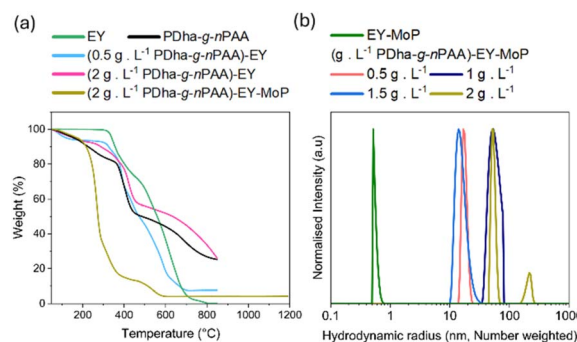 (a)
EY PDha-g-nPAA
(0.5 g . L⁻¹ PDha-g-nPAA)-EY
(2 g . L⁻¹ PDha-g-nPAA)-EY
(2 g . L⁻¹ PDha-g-nPAA)-EY-MoP
Weight (%)
100
80
60
40
20
0
200 400 600 800 1000 1200
Temperature (°C)
(b)
EY-MoP
(g . L⁻¹ PDha-g-nPAA)-EY-MoP
0.5 g . L⁻¹ 1 g . L⁻¹
1.5 g . L⁻¹ 2 g . L⁻¹
Normalised Intensity (a.u)
0.1 1 10 100 1000
Hydrodynamic radius (nm, Number weighted)